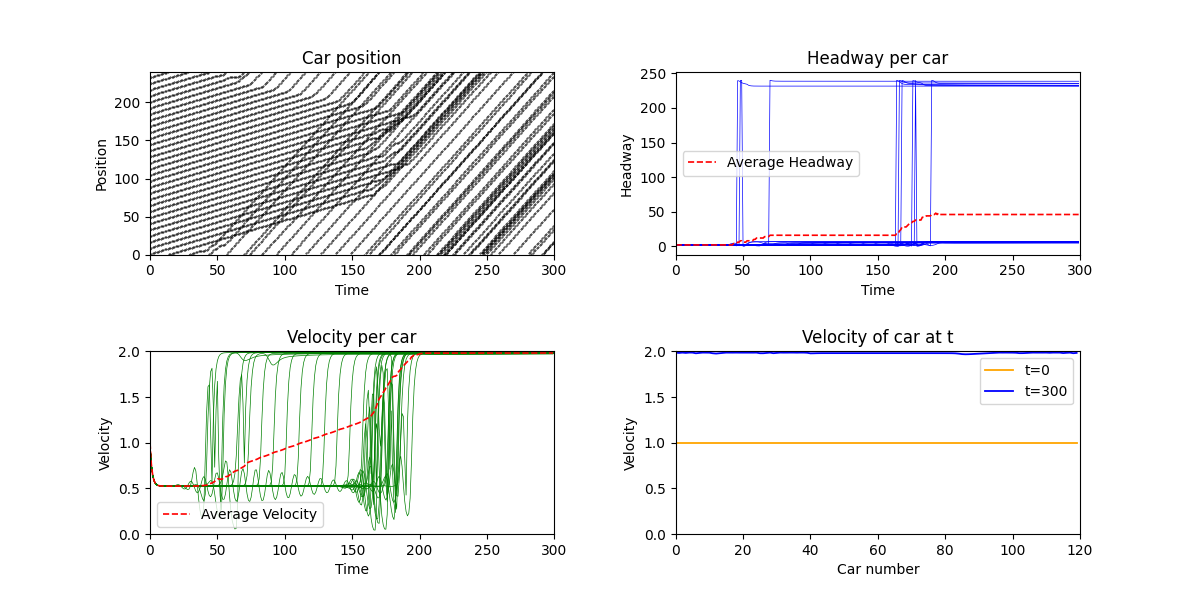 Car position
Position
200
150
100
50
0
0 50 100 150 200 250 300
Time
Headway per car
Headway
250
200
150
100
50
0
Average Headway
0 50 100 150 200 250 300
Time
Velocity per car
Velocity
2.0
1.5
1.0
0.5
0.0
Average Velocity
0 50 100 150 200 250 300
Time
Velocity of car at t
Velocity
2.0
1.5
1.0
0.5
0.0
t=0
t=300
0 20 40 60 80 100 120
Car number